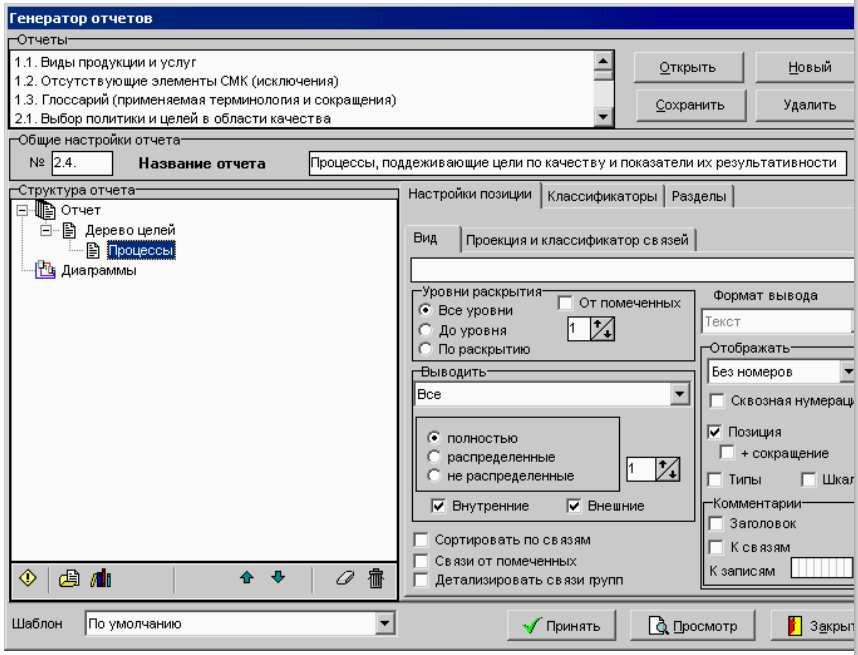 Генератор отчетов
Отчеты
1.1. Виды продукции и услуг
1.2. Отсутствующие элементы СМК (исключения)
1.3. Глоссарий (применяемая терминология и сокращения)
2.1. Выбор политики и целей в области качества
Открыть
Новый
Сохранить
Удалить
Общие настройки отчета
№ 2.4. Название отчета Процессы, поддеживающие цели по качеству и показатели их результативности
Структура отчета
Отчет
Дерево целей
Процессы
Диаграммы
Настройки позиции Классификаторы Разделы
Вид Проекция и классификатор связей
Уровни раскрытия
Все уровни
До уровня
По раскрытию
От помеченных
1
Формат вывода
Текст
Отображать
Без номеров
Сквозная нумераци
Позиция
+ сокращение
Типы Шкал
Комментарии
Заголовок
К связям
К записям
Выводить
Все
полностью
распределенные
не распределенные
1
Внутренние Внешние
Сортировать по связям
Связи от помеченных
Детализировать связи групп
Шаблон По умолчанию
Принять
Просмотр
Закрыт